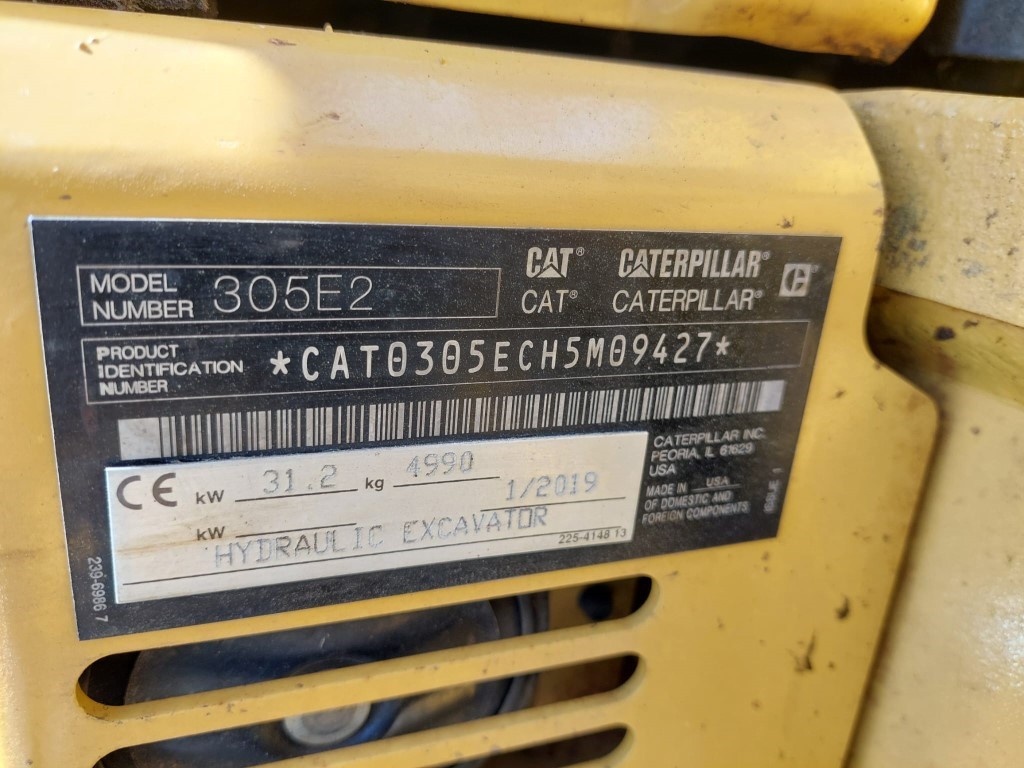 MODEL NUMBER 305E2
CAT® CATERPILLAR®
CAT® CATERPILLAR®
PRODUCT IDENTIFICATION NUMBER *CAT0305ECH5M09427*
CE kW 31.2 kg 4990
kW 1/2019
HYDRAULIC EXCAVATOR
225-4148 13
CATERPILLAR INC.
PEORIA, IL 61629
USA
MADE IN USA
OF DOMESTIC AND
FOREIGN COMPONENTS
ISSUE 1
239-6986 7